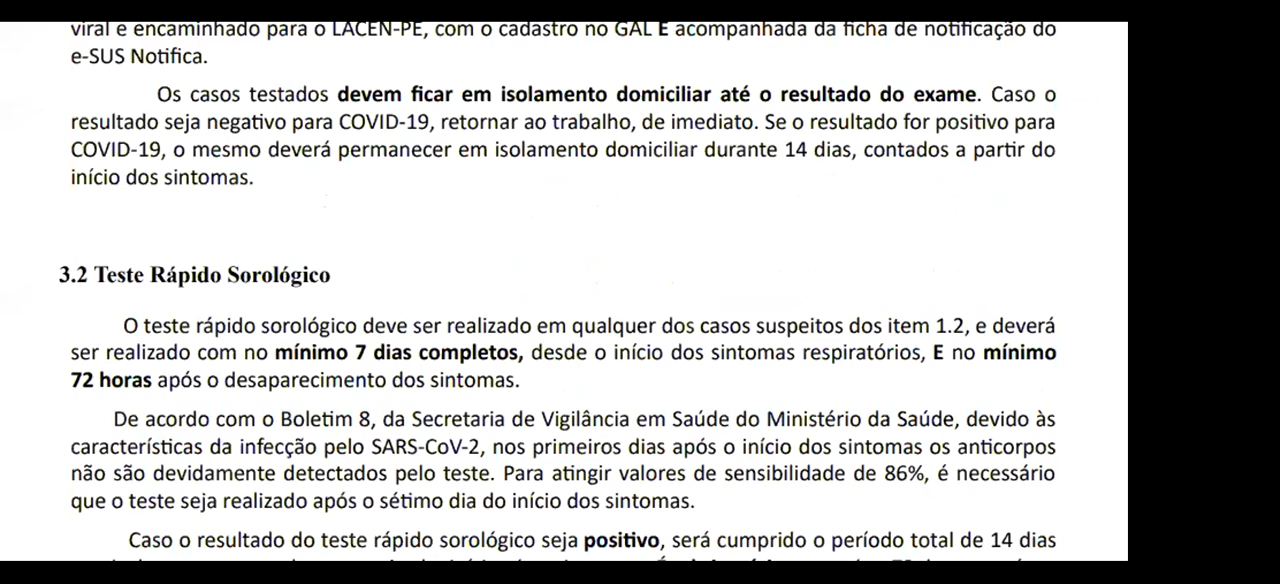 viral e encaminhado para o LACEN-PE, com o cadastro no GAL E acompanhada da ficha de notificação do
e-SUS Notifica.
Os casos testados devem ficar em isolamento domiciliar até o resultado do exame. Caso o
resultado seja negativo para COVID-19, retornar ao trabalho, de imediato. Se o resultado for positivo para
COVID-19, o mesmo deverá permanecer em isolamento domiciliar durante 14 dias, contados a partir do
início dos sintomas.
3.2 Teste Rápido Sorológico
O teste rápido sorológico deve ser realizado em qualquer dos casos suspeitos dos item 1.2, e deverá
ser realizado com no mínimo 7 dias completos, desde o início dos sintomas respiratórios, E no mínimo
72 horas após o desaparecimento dos sintomas.
De acordo com o Boletim 8, da Secretaria de Vigilância em Saúde do Ministério da Saúde, devido às
características da infecção pelo SARS-CoV-2, nos primeiros dias após o início dos sintomas os anticorpos
não são devidamente detectados pelo teste. Para atingir valores de sensibilidade de 86%, é necessário
que o teste seja realizado após o sétimo dia do início dos sintomas.
Caso o resultado do teste rápido sorológico seja positivo, será cumprido o período total de 14 dias